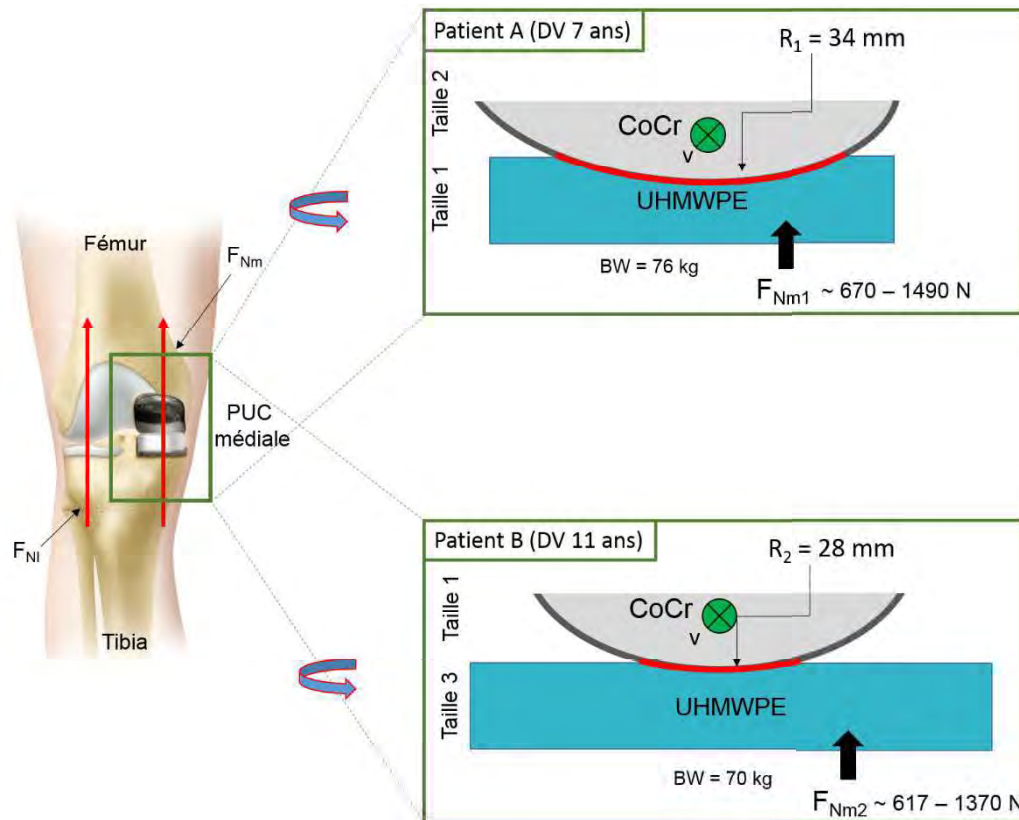 Patient A (DV 7 ans)
R1 = 34 mm
Taille 2
Taille 1
CoCr
v
UHMWPE
BW = 76 kg
FNm1 ~ 670 – 1490 N
Fémur
FNm
PUC
médiale
FNl
Tibia
Patient B (DV 11 ans)
R2 = 28 mm
Taille 1
Taille 3
CoCr
v
UHMWPE
BW = 70 kg
FNm2 ~ 617 – 1370 N